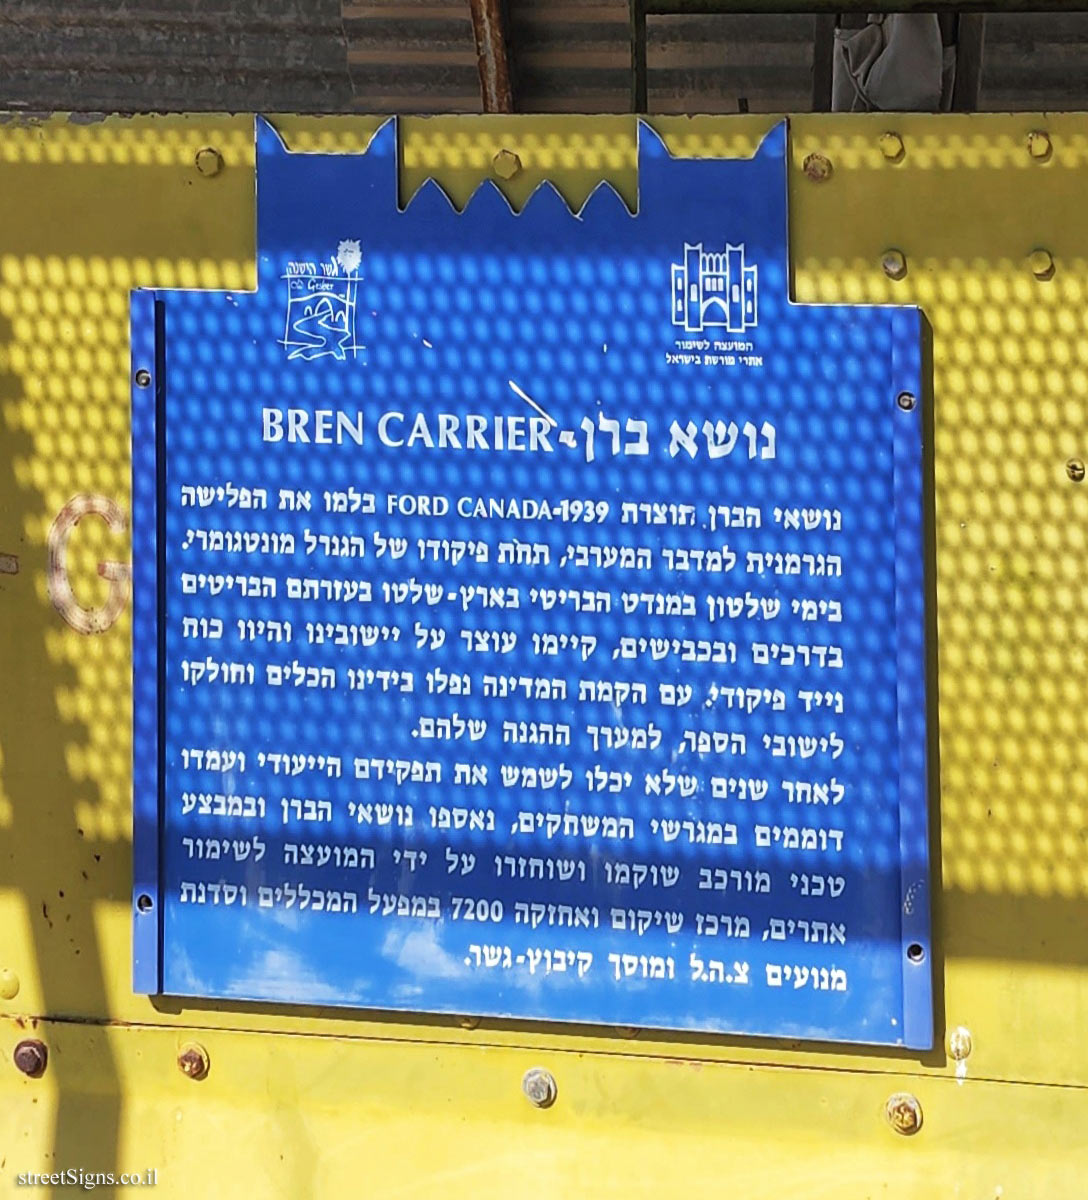 גשר הישנה
Old Gesher
המועצה לשימור
אתרי מורשת בישראל
נושא ברן-BREN CARRIER
נושאי הברן תוצרת FORD CANADA-1939 בלמו את הפלישה
הגרמנית למדבר המערבי, תחת פיקודו של הגנרל מונטגומרי.
בימי שלטון במנדט הבריטי בארץ-שלטו בעזרתם הבריטים
בדרכים ובכבישים, קיימו עוצר על יישובינו והיוו כוח
נייד פיקודי. עם הקמת המדינה נפלו בידינו הכלים וחולקו
לישובי הספר, למערך ההגנה שלהם.
לאחר שנים שלא יכלו לשמש את תפקידם הייעודי ועמדו
דוממים במגרשי המשחקים, נאספו נושאי הברן ובמבצע
טכני מורכב שוקמו ושוחזרו על ידי המועצה לשימור
אתרים, מרכז שיקום ואחזקה 7200 במפעל המכללים וסדנת
מנועים צ.ה.ל ומוסך קיבוץ-גשר.
G
streetSigns.co.il